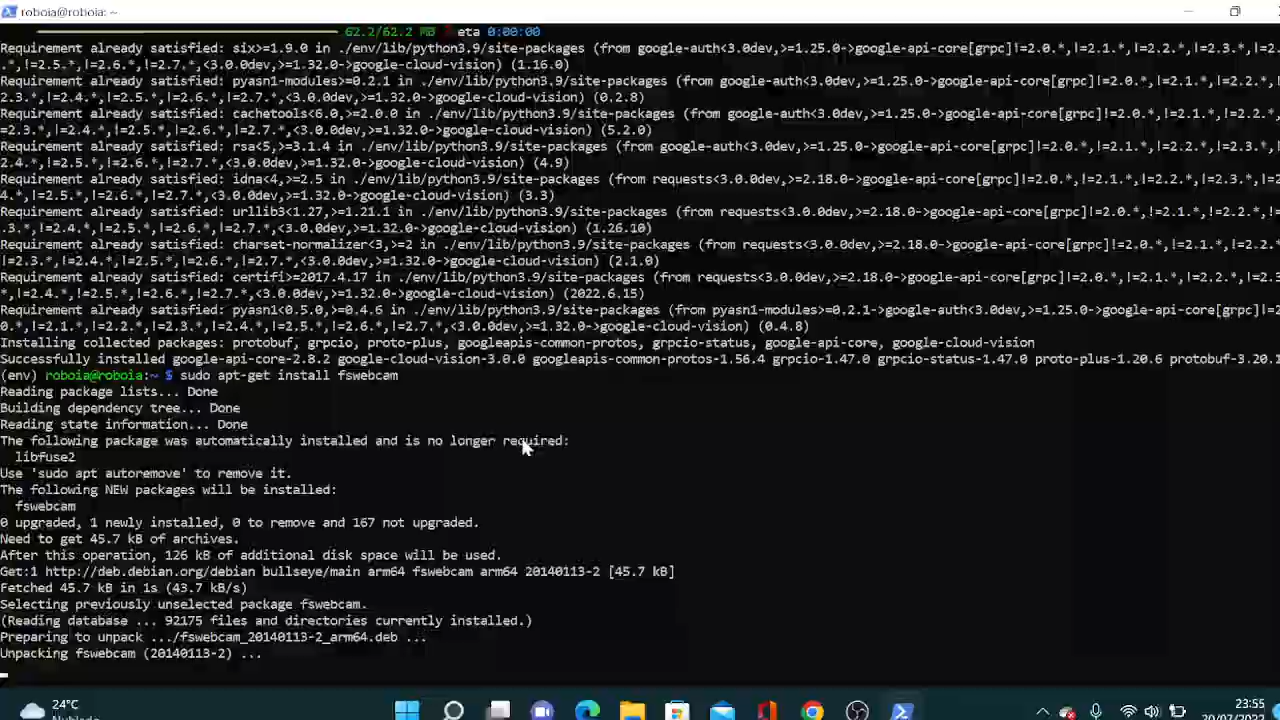 roboia@roboia: ~
62.2/62.2 MB eta 0:00:00
Requirement already satisfied: six>=1.9.0 in ./env/lib/python3.9/site-packages (from google-auth<3.0dev,>=1.25.0->google-api-core[grpc]!=2.0.*,!=2.1.*,!=2.2.*,!=2.3.*,!=2.4
.*,!=2.5.*,!=2.6.*,!=2.7.*,<3.0.0dev,>=1.32.0->google-cloud-vision) (1.16.0)
Requirement already satisfied: pyasn1-modules>=0.2.1 in ./env/lib/python3.9/site-packages (from google-auth<3.0dev,>=1.25.0->google-api-core[grpc]!=2.0.*,!=2.1.*,!=2.2.*,!=
2.3.*,!=2.4.*,!=2.5.*,!=2.6.*,!=2.7.*,<3.0.0dev,>=1.32.0->google-cloud-vision) (0.2.8)
Requirement already satisfied: cachetools<6.0,>=2.0.0 in ./env/lib/python3.9/site-packages (from google-auth<3.0dev,>=1.25.0->google-api-core[grpc]!=2.0.*,!=2.1.*,!=2.2.*,!
=2.3.*,!=2.4.*,!=2.5.*,!=2.6.*,!=2.7.*,<3.0.0dev,>=1.32.0->google-cloud-vision) (5.2.0)
Requirement already satisfied: rsa<5,>=3.1.4 in ./env/lib/python3.9/site-packages (from google-auth<3.0dev,>=1.25.0->google-api-core[grpc]!=2.0.*,!=2.1.*,!=2.2.*,!=2.3.*,!=
2.4.*,!=2.5.*,!=2.6.*,!=2.7.*,<3.0.0dev,>=1.32.0->google-cloud-vision) (4.9)
Requirement already satisfied: idna<4,>=2.5 in ./env/lib/python3.9/site-packages (from requests<3.0.0dev,>=2.18.0->google-api-core[grpc]!=2.0.*,!=2.1.*,!=2.2.*,!=2.3.*,!=2.
4.*,!=2.5.*,!=2.6.*,!=2.7.*,<3.0.0dev,>=1.32.0->google-cloud-vision) (3.3)
Requirement already satisfied: urllib3<1.27,>=1.21.1 in ./env/lib/python3.9/site-packages (from requests<3.0.0dev,>=2.18.0->google-api-core[grpc]!=2.0.*,!=2.1.*,!=2.2.*,!=2
.3.*,!=2.4.*,!=2.5.*,!=2.6.*,!=2.7.*,<3.0.0dev,>=1.32.0->google-cloud-vision) (1.26.10)
Requirement already satisfied: charset-normalizer<3,>=2 in ./env/lib/python3.9/site-packages (from requests<3.0.0dev,>=2.18.0->google-api-core[grpc]!=2.0.*,!=2.1.*,!=2.2.*,
!=2.3.*,!=2.4.*,!=2.5.*,!=2.6.*,!=2.7.*,<3.0.0dev,>=1.32.0->google-cloud-vision) (2.1.0)
Requirement already satisfied: certifi>=2017.4.17 in ./env/lib/python3.9/site-packages (from requests<3.0.0dev,>=2.18.0->google-api-core[grpc]!=2.0.*,!=2.1.*,!=2.2.*,!=2.3.
*,!=2.4.*,!=2.5.*,!=2.6.*,!=2.7.*,<3.0.0dev,>=1.32.0->google-cloud-vision) (2022.6.15)
Requirement already satisfied: pyasn1<0.5.0,>=0.4.6 in ./env/lib/python3.9/site-packages (from pyasn1-modules>=0.2.1->google-auth<3.0dev,>=1.25.0->google-api-core[grpc]!=2.
0.*,!=2.1.*,!=2.2.*,!=2.3.*,!=2.4.*,!=2.5.*,!=2.6.*,!=2.7.*,<3.0.0dev,>=1.32.0->google-cloud-vision) (0.4.8)
Installing collected packages: protobuf, grpcio, proto-plus, googleapis-common-protos, grpcio-status, google-api-core, google-cloud-vision
Successfully installed google-api-core-2.8.2 google-cloud-vision-3.0.0 googleapis-common-protos-1.56.4 grpcio-1.47.0 grpcio-status-1.47.0 proto-plus-1.20.6 protobuf-3.20.1
(env) roboia@roboia:~ $ sudo apt-get install fswebcam
Reading package lists... Done
Building dependency tree... Done
Reading state information... Done
The following package was automatically installed and is no longer required:
libfuse2
Use 'sudo apt autoremove' to remove it.
The following NEW packages will be installed:
fswebcam
0 upgraded, 1 newly installed, 0 to remove and 167 not upgraded.
Need to get 45.7 kB of archives.
After this operation, 126 kB of additional disk space will be used.
Get:1 http://deb.debian.org/debian bullseye/main arm64 fswebcam arm64 20140113-2 [45.7 kB]
Fetched 45.7 kB in 1s (43.7 kB/s)
Selecting previously unselected package fswebcam.
(Reading database ... 92175 files and directories currently installed.)
Preparing to unpack .../fswebcam_20140113-2_arm64.deb ...
Unpacking fswebcam (20140113-2) ...
24°C
Nublado
23:55
20/07/2022